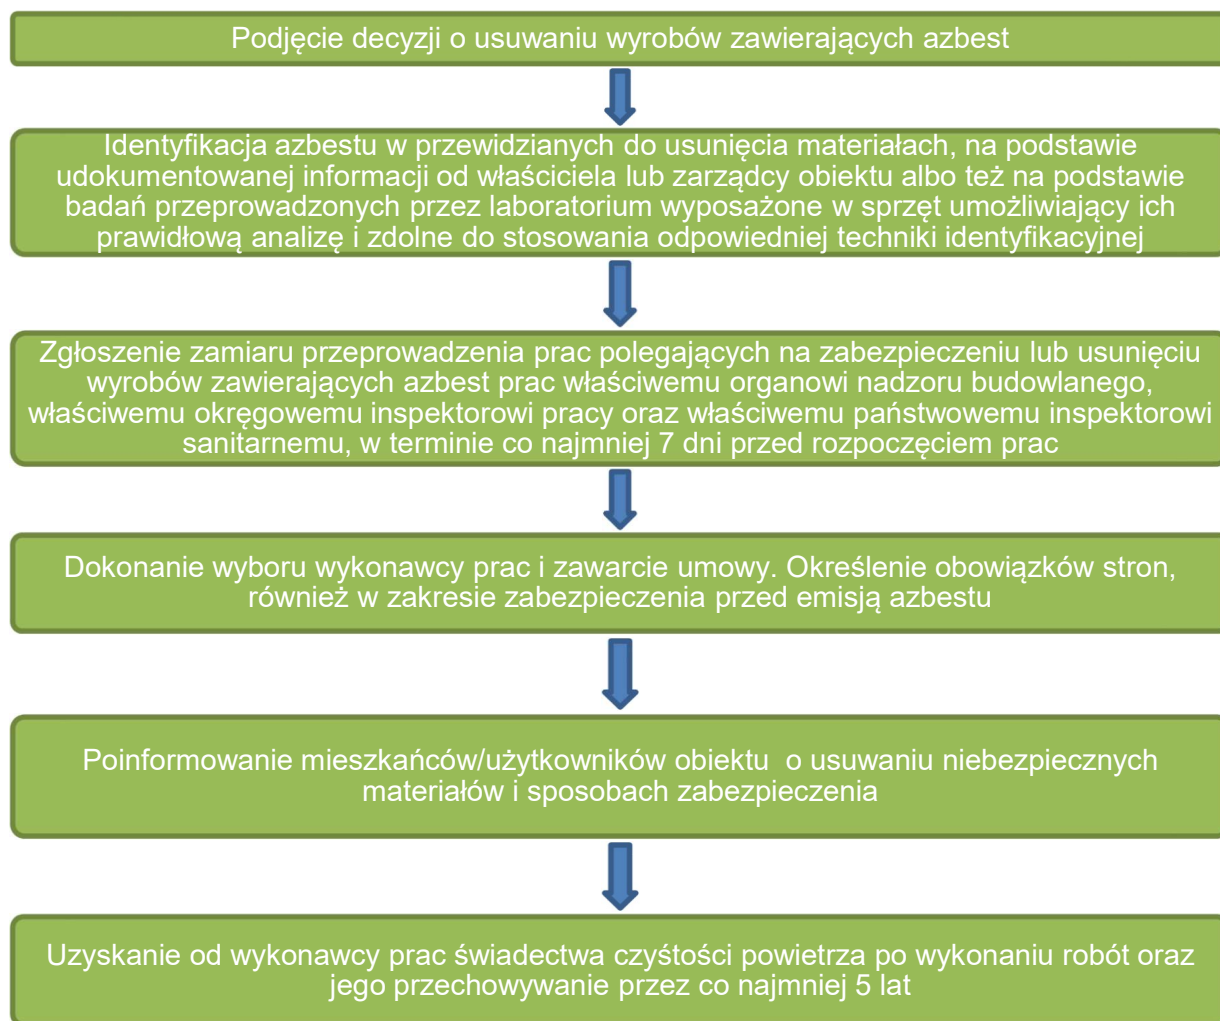 Podjęcie decyzji o usuwaniu wyrobów zawierających azbest
Identyfikacja azbestu w przewidzianych do usunięcia materiałach, na podstawie
udokumentowanej informacji od właściciela lub zarządcy obiektu albo też na podstawie
badań przeprowadzonych przez laboratorium wyposażone w sprzęt umożliwiający ich
prawidłową analizę i zdolne do stosowania odpowiedniej techniki identyfikacyjnej
Zgłoszenie zamiaru przeprowadzenia prac polegających na zabezpieczeniu lub usunięciu
wyrobów zawierających azbest prac właściwemu organowi nadzoru budowlanego,
właściwemu okręgowemu inspektorowi pracy oraz właściwemu państwowemu inspektorowi
sanitarnemu, w terminie co najmniej 7 dni przed rozpoczęciem prac
Dokonanie wyboru wykonawcy prac i zawarcie umowy. Określenie obowiązków stron,
również w zakresie zabezpieczenia przed emisją azbestu
Poinformowanie mieszkańców/użytkowników obiektu o usuwaniu niebezpiecznych
materiałów i sposobach zabezpieczenia
Uzyskanie od wykonawcy prac świadectwa czyśtości powietrza po wykonaniu robót oraz
jego przechowywanie przez co najmniej 5 lat